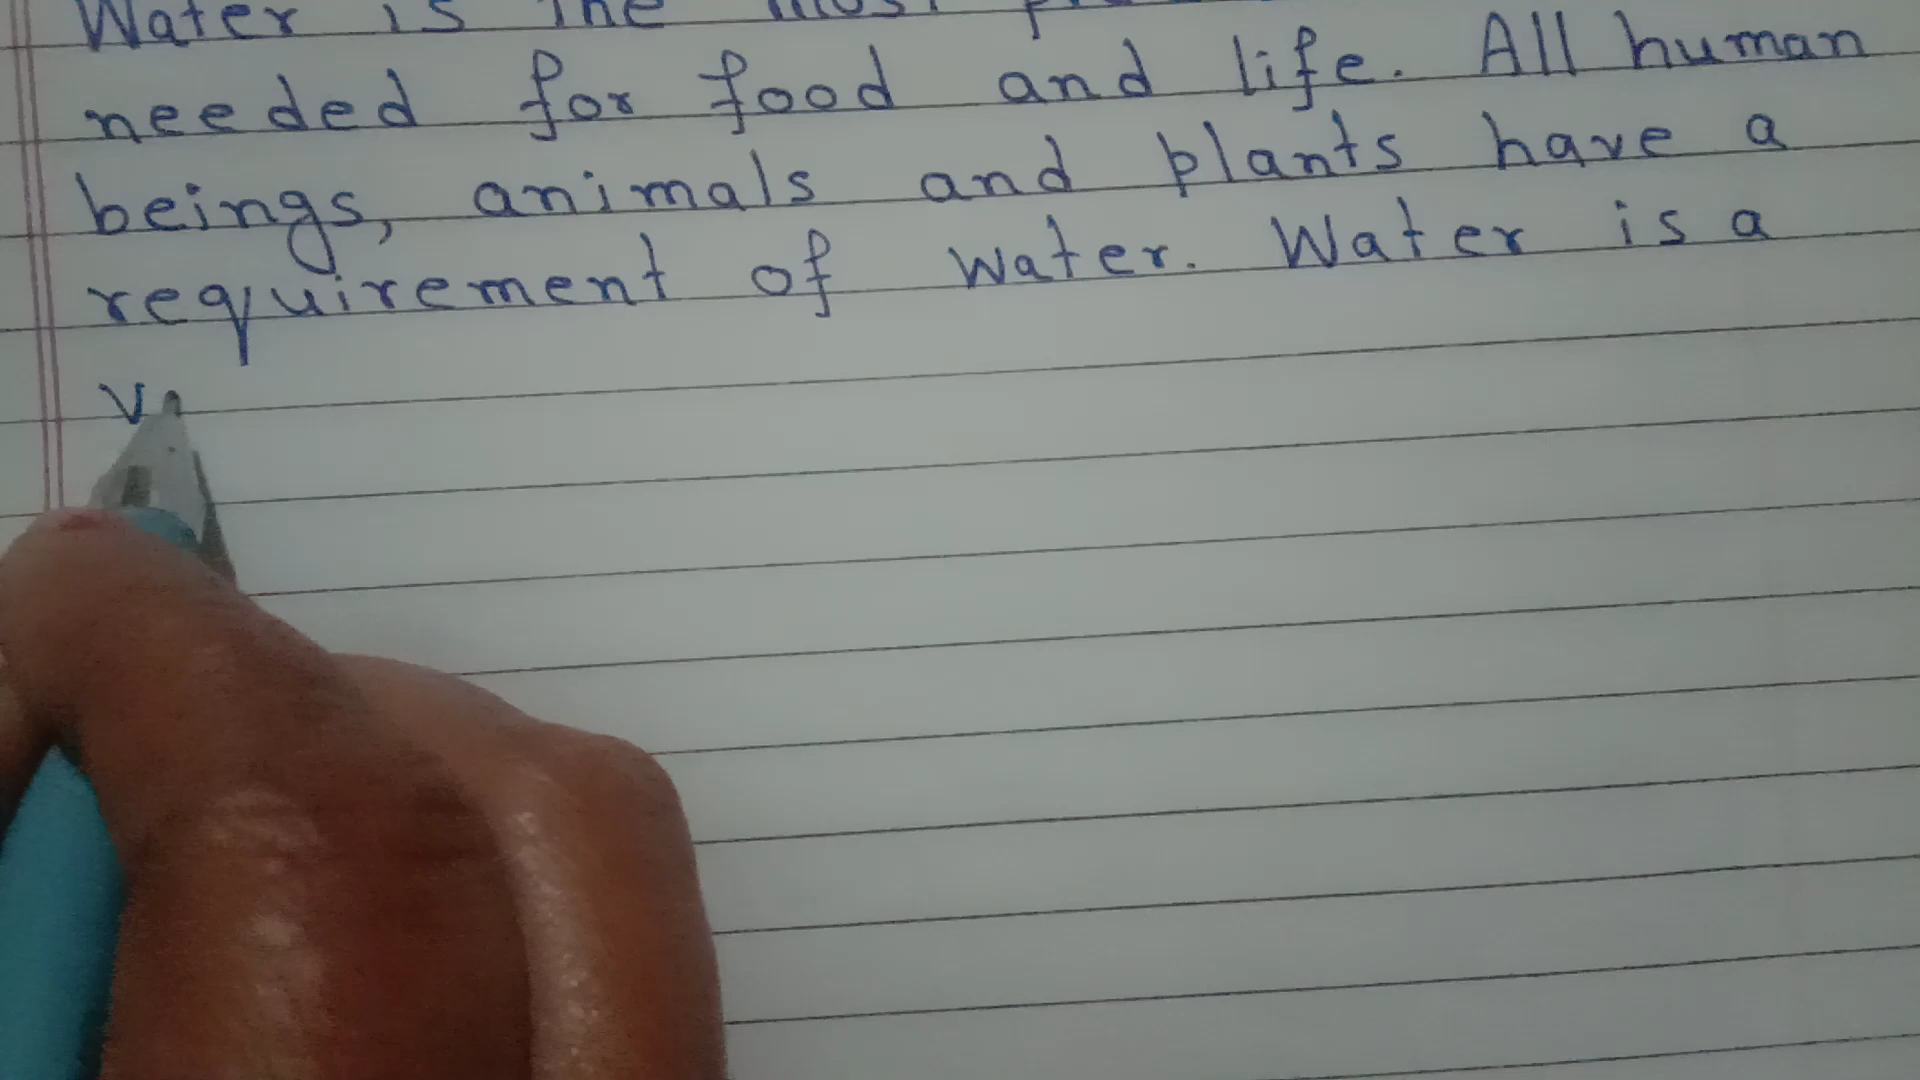 Water is the most
needed for food and life. All human
beings, animals and plants have a
requirement of water. Water is a
v